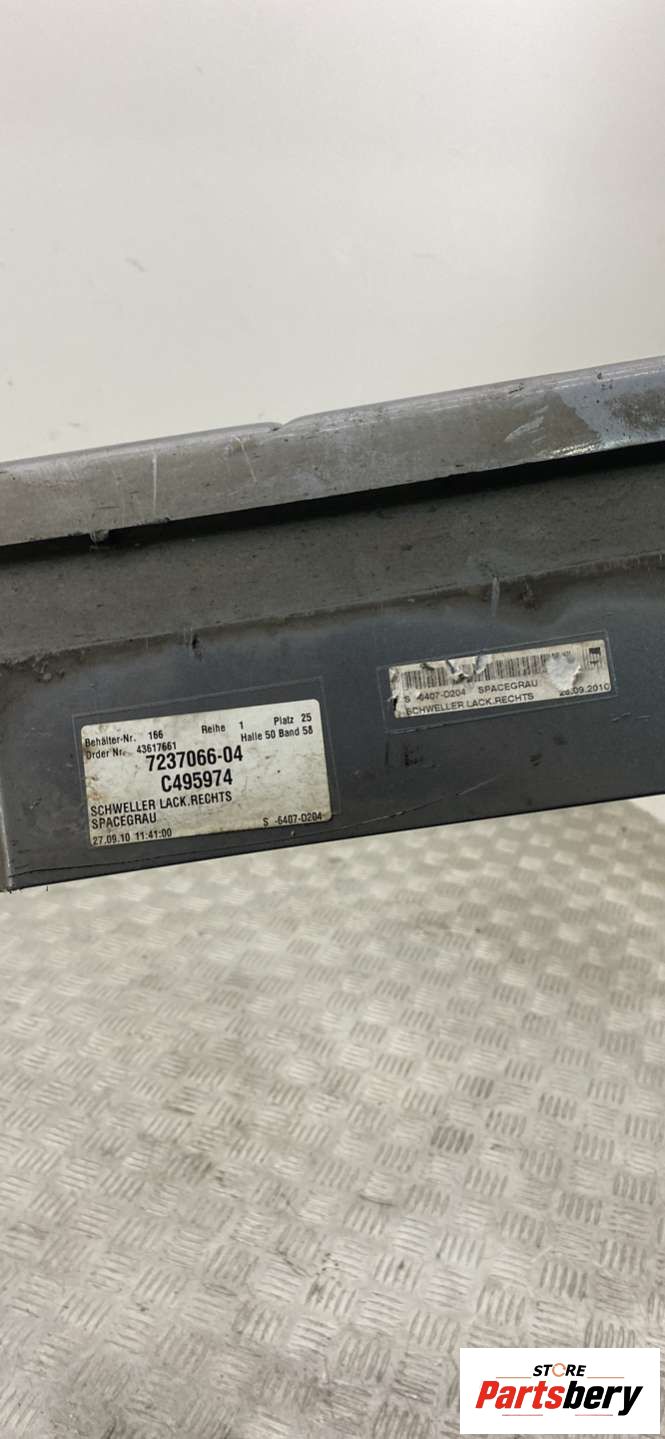 Behälter-Nr. 166 Reihe 1 Platz 25
Order Nr. 43617661 Halle 50 Band 58
7237066-04
C495974
SCHWELLER LACK.RECHTS
SPACEGRAU
27.09.10 11:41:00 S -6407-D204
S -6407-D204 SPACEGRAU
SCHWELLER LACK.RECHTS 28.09.2010
STORE
Partsbery